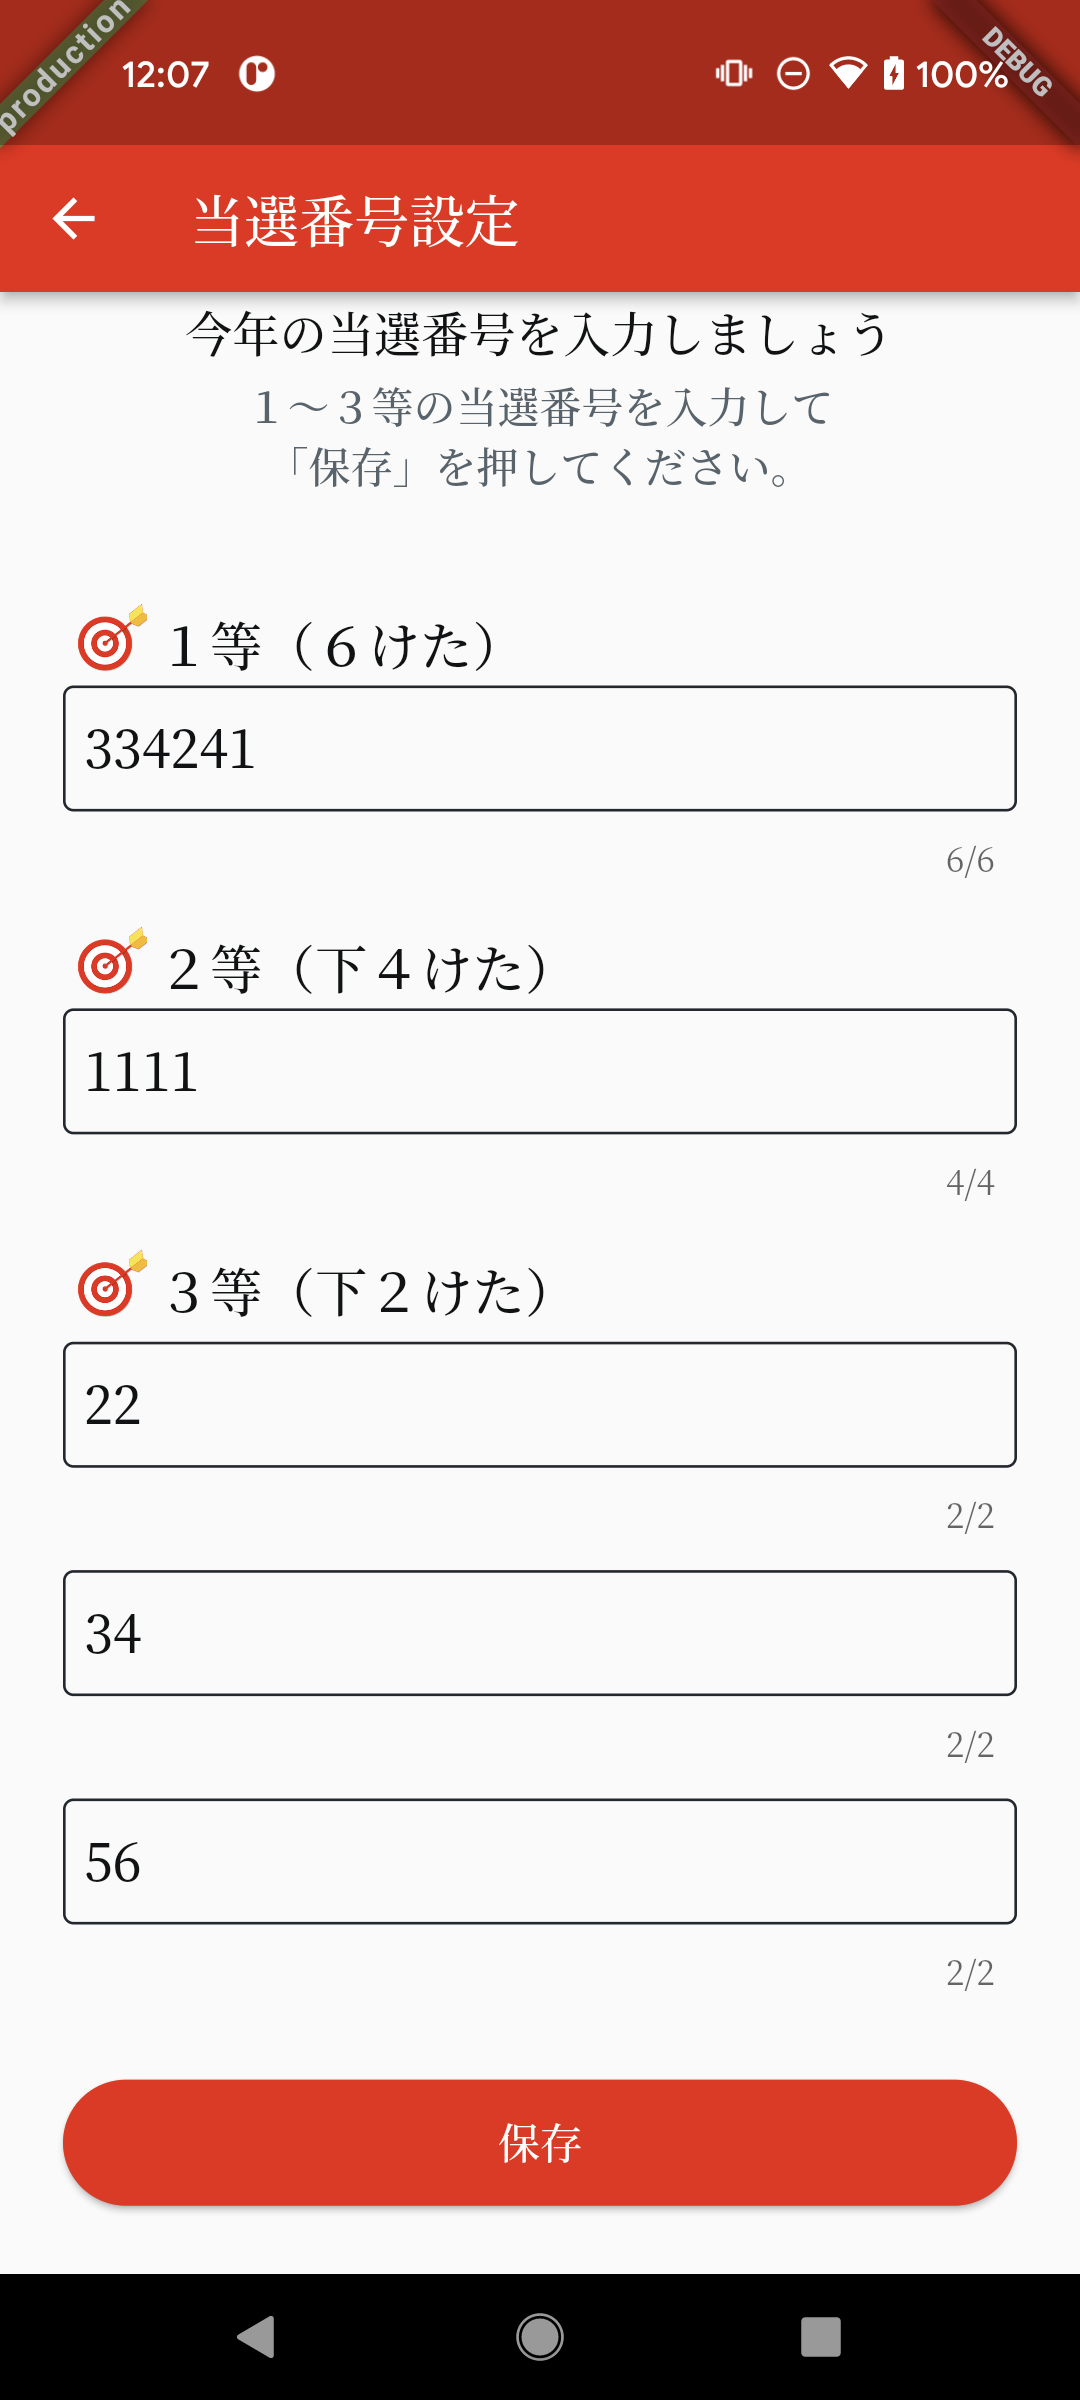 production
12:07
100%
DEBUG
当選番号設定
今年の当選番号を入力しましょう
１～３等の当選番号を入力して
「保存」を押してください。
１等（６けた）
334241
6/6
２等（下４けた）
1111
4/4
３等（下２けた）
22
2/2
34
2/2
56
2/2
保存